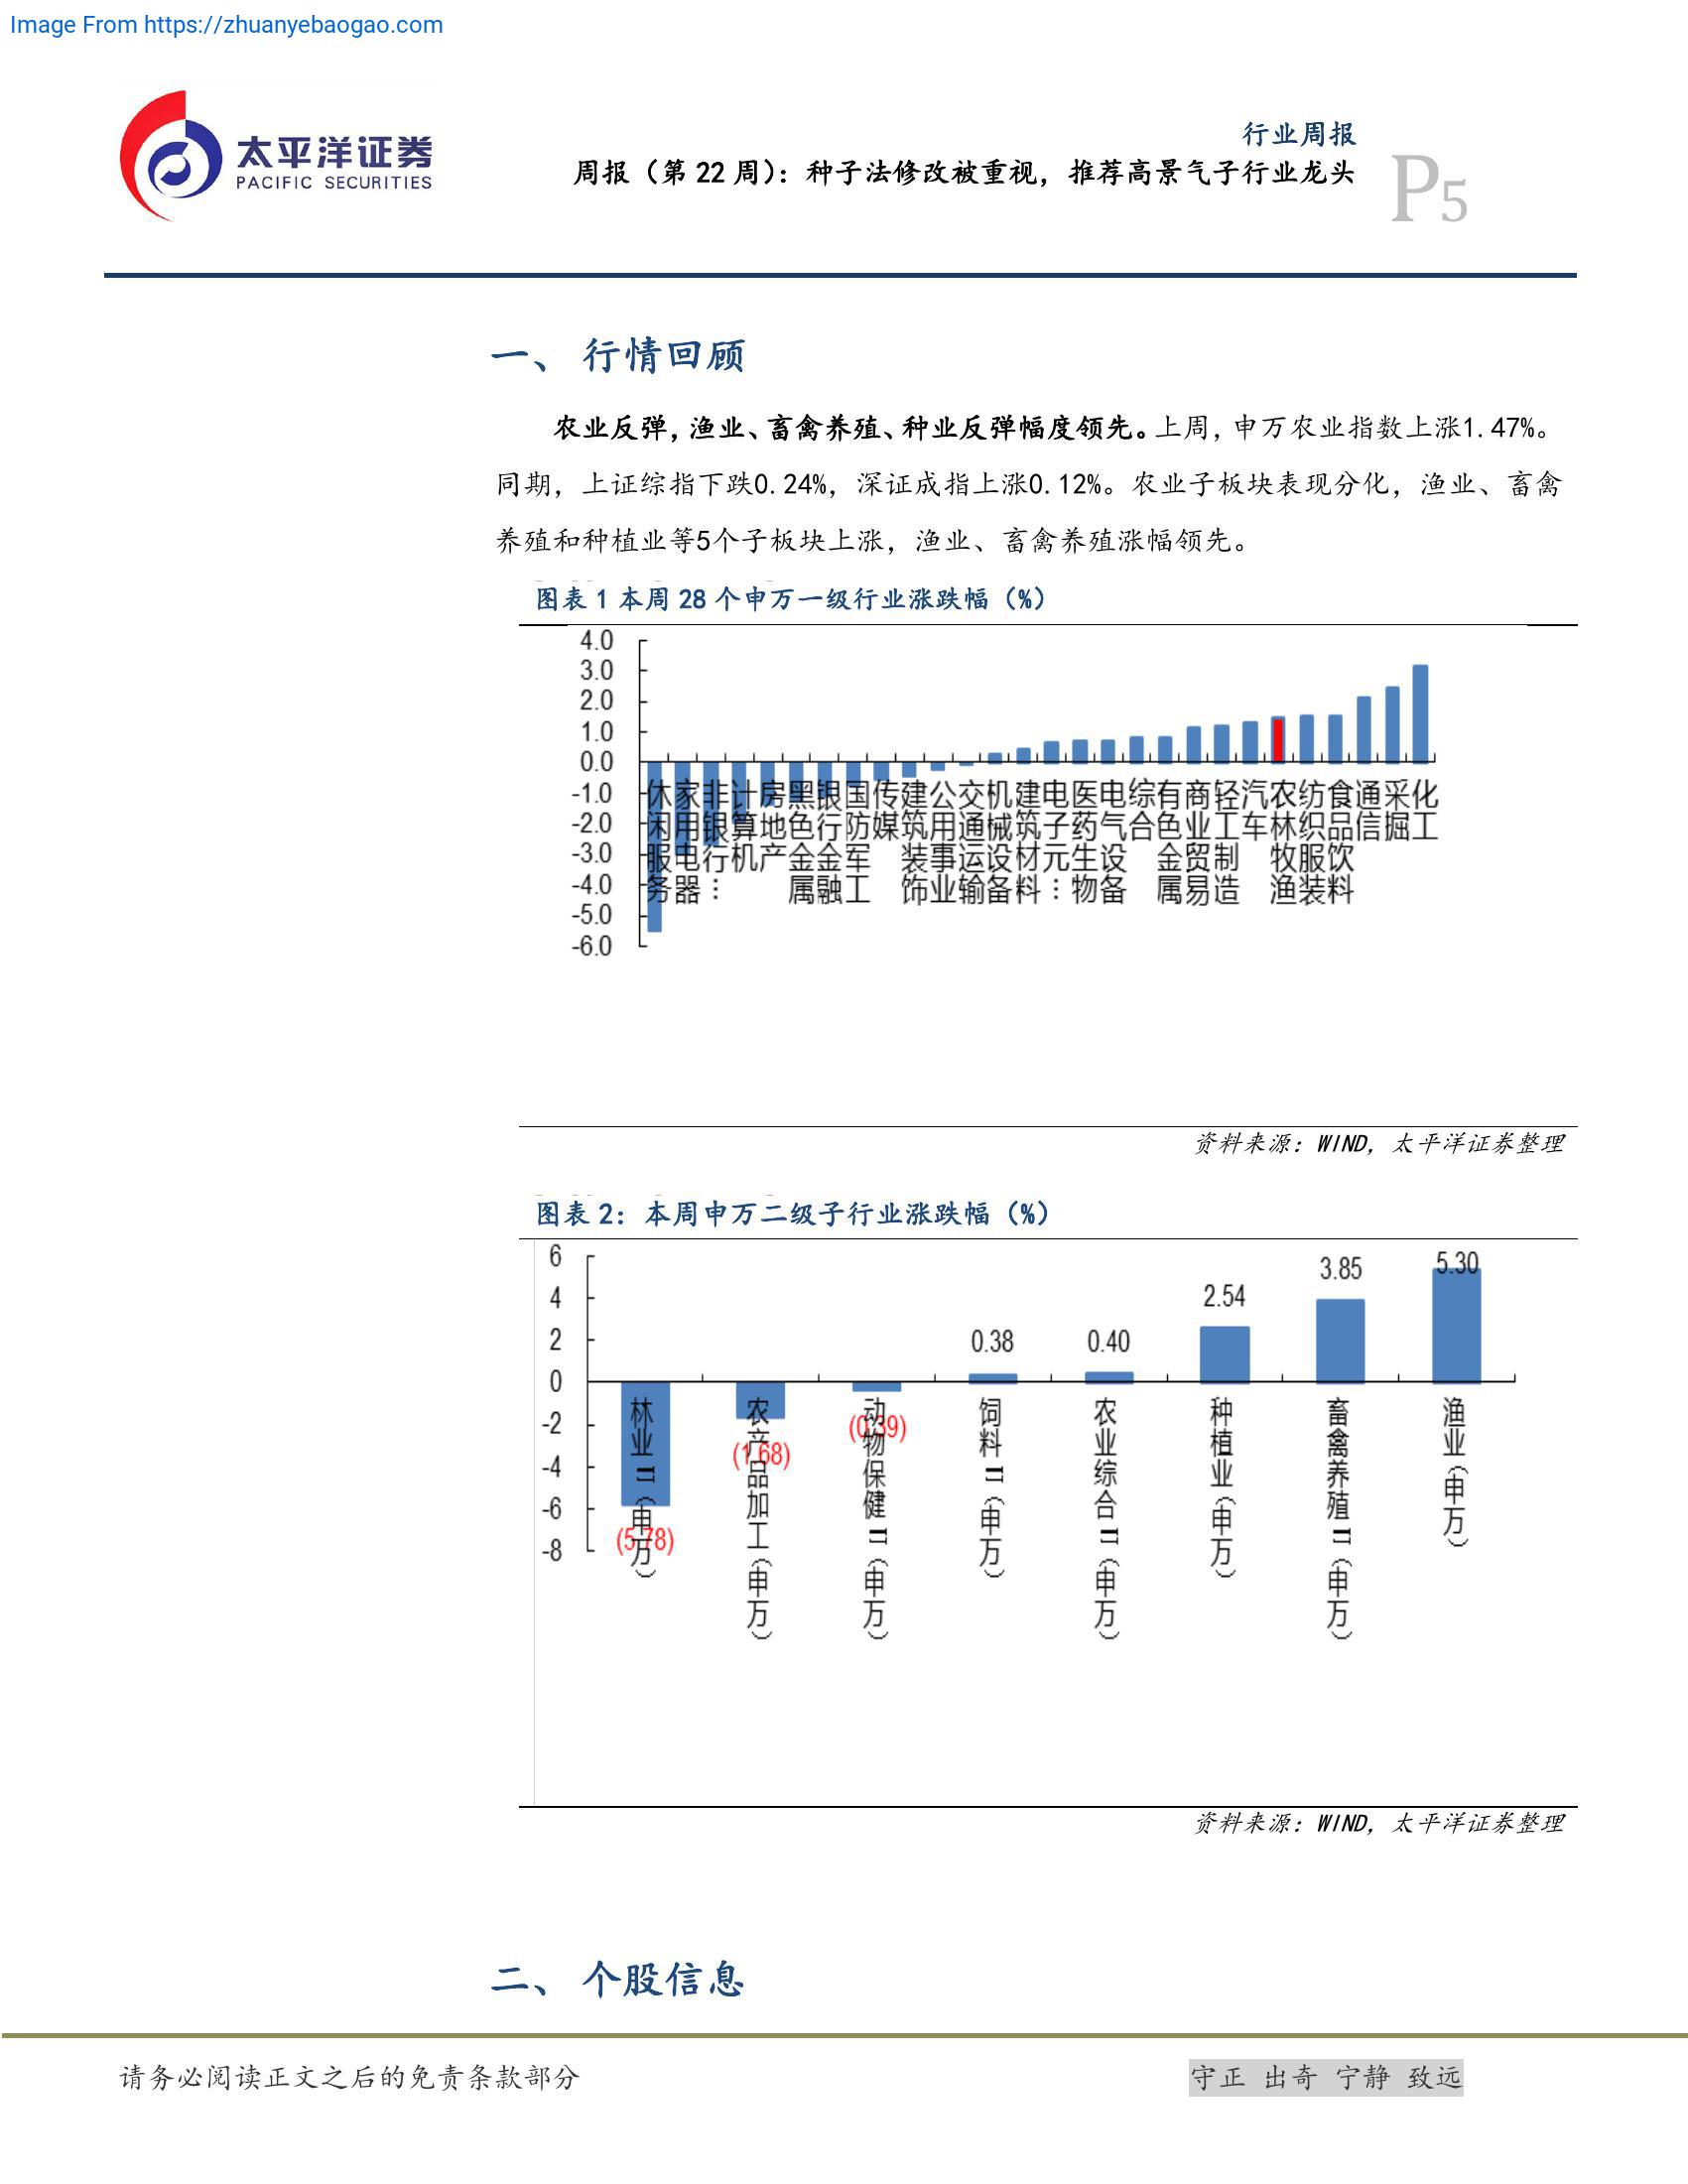 Image From https://zhuanyebaogao.com
太平洋证券
PACIFIC SECURITIES
行业周报
周报（第 22 周）：种子法修改被重视，推荐高景气子行业龙头
P5
一、 行情回顾
农业反弹，渔业、畜禽养殖、种业反弹幅度领先。上周，申万农业指数上涨1.47%。
同期，上证综指下跌0.24%，深证成指上涨0.12%。农业子板块表现分化，渔业、畜禽
养殖和种植业等5个子板块上涨，渔业、畜禽养殖涨幅领先。
图表 1 本周 28 个申万一级行业涨跌幅（%）
4.0
3.0
2.0
1.0
0.0
-1.0
-2.0
-3.0
-4.0
-5.0
-6.0
休闲服务
家用电器
非银行…
计算机
房地产
黑色金属
银行金融
国防军工
传媒
建筑装饰
公用事业
交通运输
机械设备
建筑材料
电子元…
医药生物
电气设备
综合
有色金属
商业贸易
轻工制造
汽车
农林牧渔
纺织服装
食品饮料
通信
采掘
化工
资料来源：WIND，太平洋证券整理
图表 2：本周申万二级子行业涨跌幅（%）
6
4
2
0
-2
-4
-6
-8
(5.78)
(1.68)
(0.39)
0.38
0.40
2.54
3.85
5.30
林业II（申万）
农产品加工（申万）
动物保健II（申万）
饲料II（申万）
农业综合II（申万）
种植业（申万）
畜禽养殖II（申万）
渔业（申万）
资料来源：WIND，太平洋证券整理
二、 个股信息
请务必阅读正文之后的免责条款部分
守正 出奇 宁静 致远